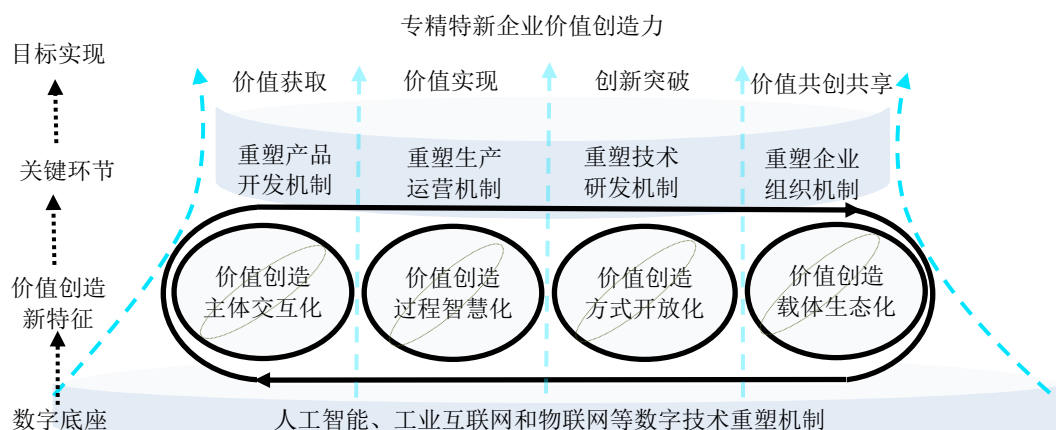 专精特新企业价值创造力
目标实现
价值获取
价值实现
创新突破
价值共创共享
关键环节
重塑产品
开发机制
重塑生产
运营机制
重塑技术
研发机制
重塑企业
组织机制
价值创造
新特征
价值创造
主体交互化
价值创造
过程智慧化
价值创造
方式开放化
价值创造
载体生态化
数字底座
人工智能、工业互联网和物联网等数字技术重塑机制